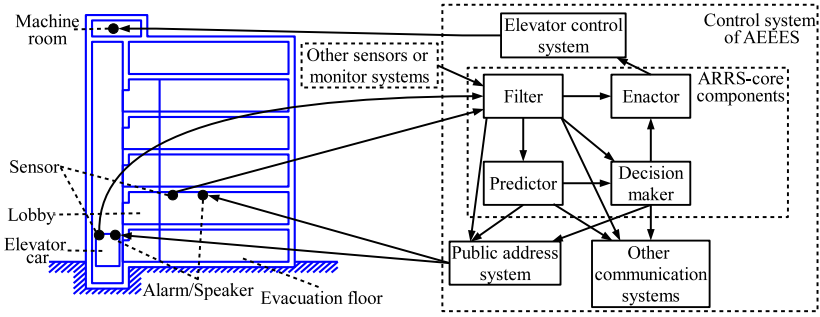 Machine
room
Elevator control
system
Control system
of AEEES
Other sensors or
monitor systems
ARRS-core
components
Filter
Enactor
Sensor
Predictor
Decision
maker
Lobby
Elevator
car
Public address
system
Other
communication
systems
Alarm/Speaker
Evacuation floor